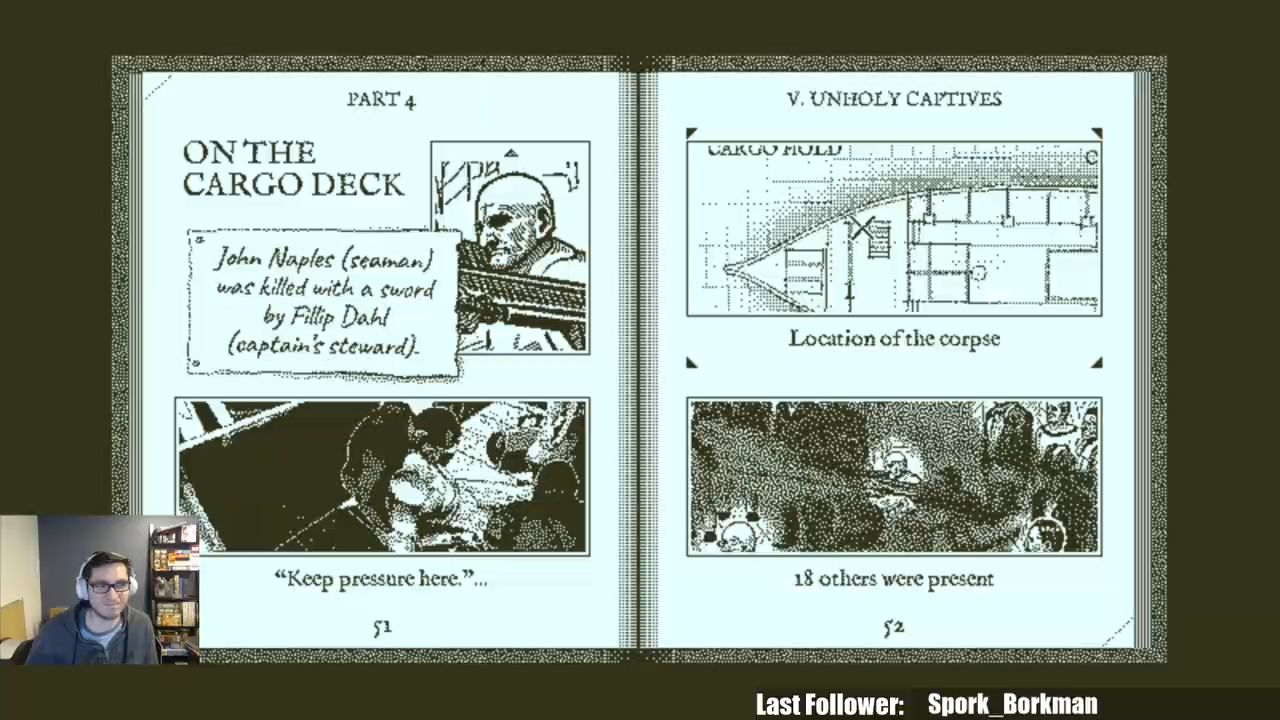 PART 4
ON THE
CARGO DECK
John Naples (seaman)
was killed with a sword
by Fillip Dahl
(captain's steward).
"Keep pressure here."...
51
V. UNHOLY CAPTIVES
CARGO HOLD
Location of the corpse
18 others were present
52
Last Follower: Spork_Borkman